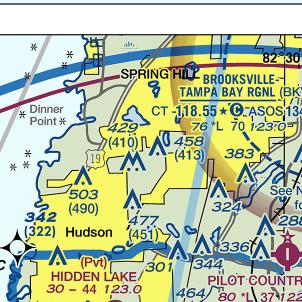 82°30
SPRING HILL
BROOKSVILLE-
TAMPA BAY RGNL (BK
CT - 118.55 C ASOS 134
76 *L 70 123.0
Dinner
Point
429
(410)
458
(413)
383
19
503
(490)
324
See
342
(322)
Hudson
477
(451)
336
(Pvt)
HIDDEN LAKE
30 - 44 123.0
301
344
464
PILOT COUNTR
80 *L 37 12